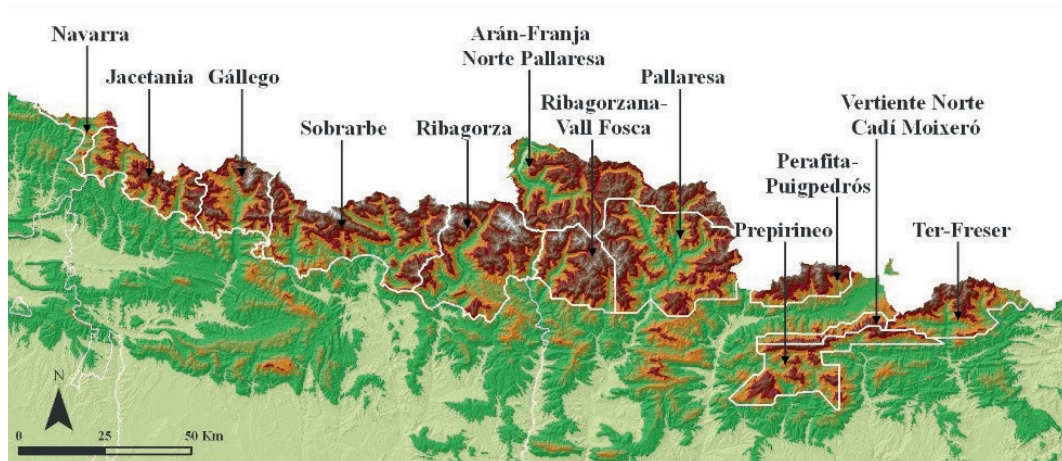 Navarra
Jacetania
Gállego
Sobrarbe
Ribagorza
Arán-Franja
Norte Pallaresa
Ribagorzana-
Vall Fosca
Pallaresa
Vertiente Norte
Cadí Moixeró
Perafita-
Puigpedrós
Prepirineo
Ter-Freser
N
0 25 50 Km